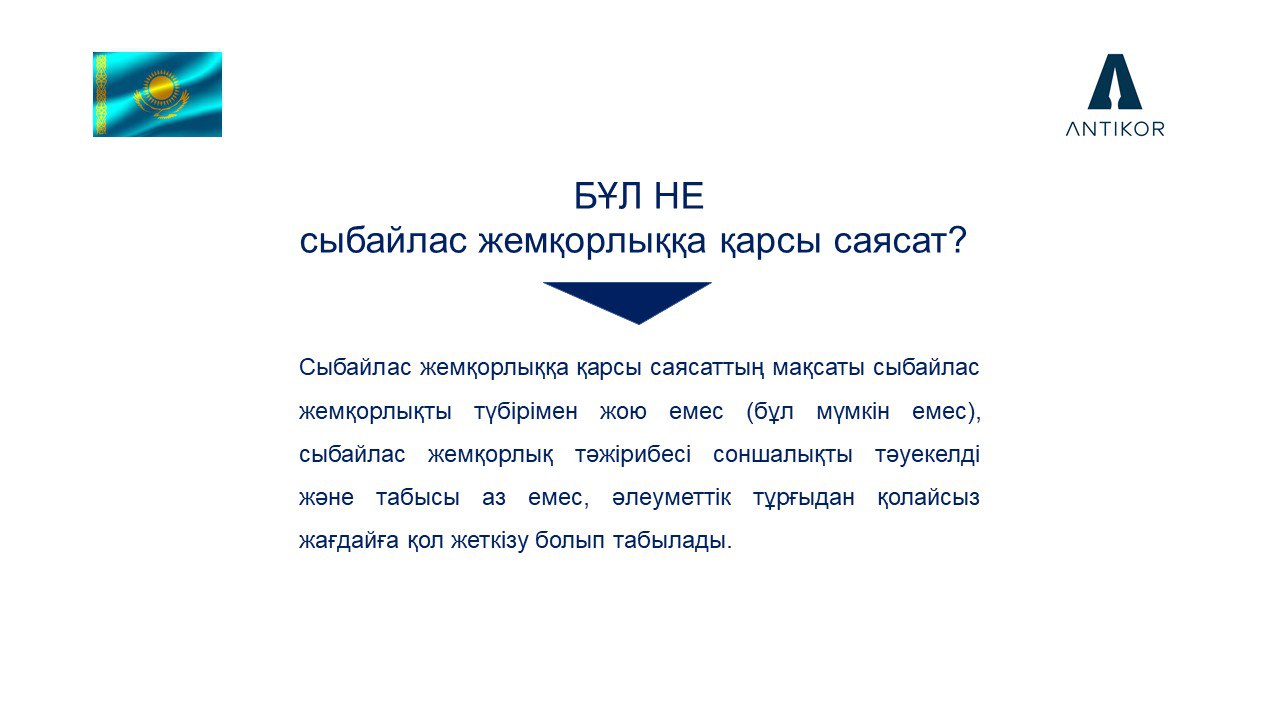 ANTIKOR
БҰЛ НЕ
сыбайлас жемқорлыққа қарсы саясат?
Сыбайлас жемқорлыққа қарсы саясаттың мақсаты сыбайлас
жемқорлықты түбірімен жою емес (бұл мүмкін емес),
сыбайлас жемқорлық тәжірибесі соншалықты тәуекелді
және табысы аз емес, әлеуметтік тұрғыдан қолайсыз
жағдайға қол жеткізу болып табылады.